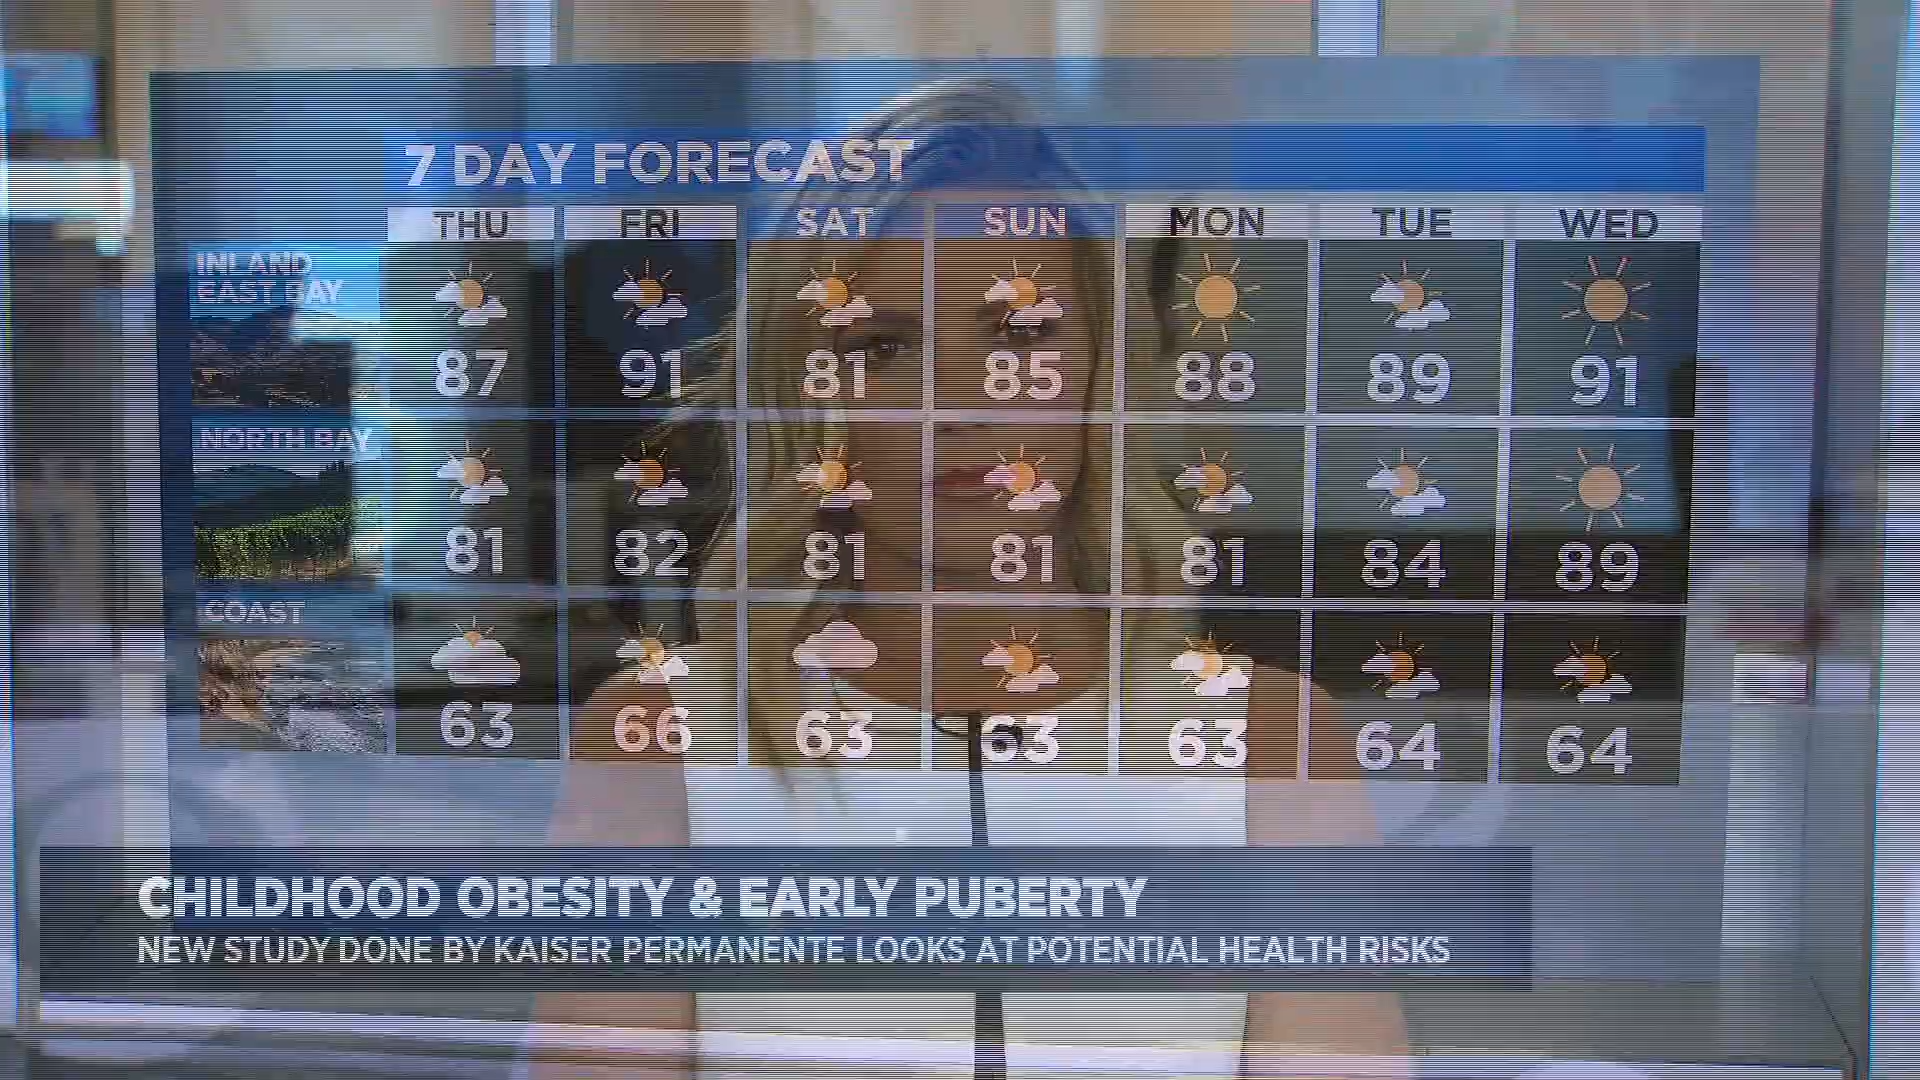 7 DAY FORECAST
THU FRI SAT SUN MON TUE WED
INLAND
EAST BAY
87 91 81 85 88 89 91
NORTH BAY
81 82 81 81 81 84 89
COAST
63 66 63 63 63 64 64
CHILDHOOD OBESITY & EARLY PUBERTY
NEW STUDY DONE BY KAISER PERMANENTE LOOKS AT POTENTIAL HEALTH RISKS